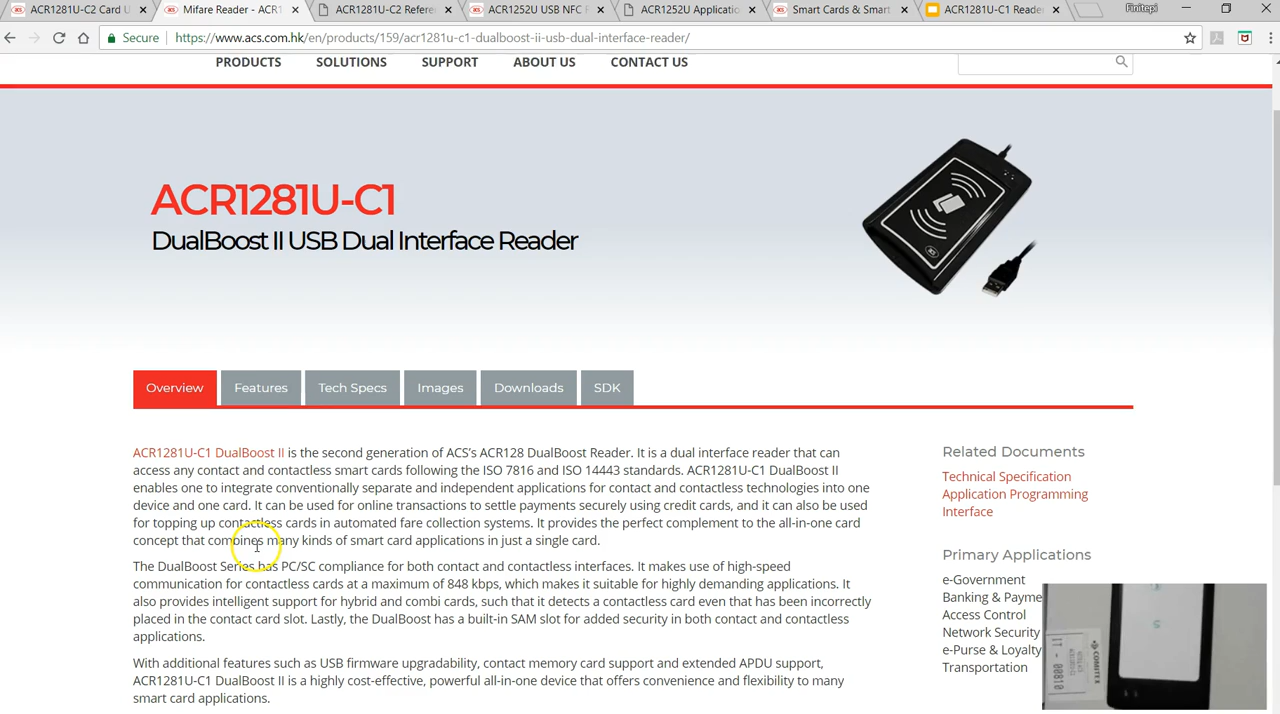 ACR1281U-C2 Card U
Mifare Reader - ACR1
ACR1281U-C2 Refere
ACR1252U USB NFC R
ACR1252U Applicatio
Smart Cards & Smart
ACR1281U-C1 Reade
Finitepi
Secure
https://www.acs.com.hk/en/products/159/acr1281u-c1-dualboost-ii-usb-dual-interface-reader/
PRODUCTS SOLUTIONS SUPPORT ABOUT US CONTACT US
ACR1281U-C1
DualBoost II USB Dual Interface Reader
Overview Features Tech Specs Images Downloads SDK
ACR1281U-C1 DualBoost II is the second generation of ACS's ACR128 DualBoost Reader. It is a dual interface reader that can
access any contact and contactless smart cards following the ISO 7816 and ISO 14443 standards. ACR1281U-C1 DualBoost II
enables one to integrate conventionally separate and independent applications for contact and contactless technologies into one
device and one card. It can be used for online transactions to settle payments securely using credit cards, and it can also be used
for topping up contactless cards in automated fare collection systems. It provides the perfect complement to the all-in-one card
concept that combines many kinds of smart card applications in just a single card.
The DualBoost Series has PC/SC compliance for both contact and contactless interfaces. It makes use of high-speed
communication for contactless cards at a maximum of 848 kbps, which makes it suitable for highly demanding applications. It
also provides intelligent support for hybrid and combi cards, such that it detects a contactless card even that has been incorrectly
placed in the contact card slot. Lastly, the DualBoost has a built-in SAM slot for added security in both contact and contactless
applications.
With additional features such as USB firmware upgradability, contact memory card support and extended APDU support,
ACR1281U-C1 DualBoost II is a highly cost-effective, powerful all-in-one device that offers convenience and flexibility to many
smart card applications.
Related Documents
Technical Specification
Application Programming
Interface
Primary Applications
e-Government
Banking & Payme
Access Control
Network Security
e-Purse & Loyalty
Transportation